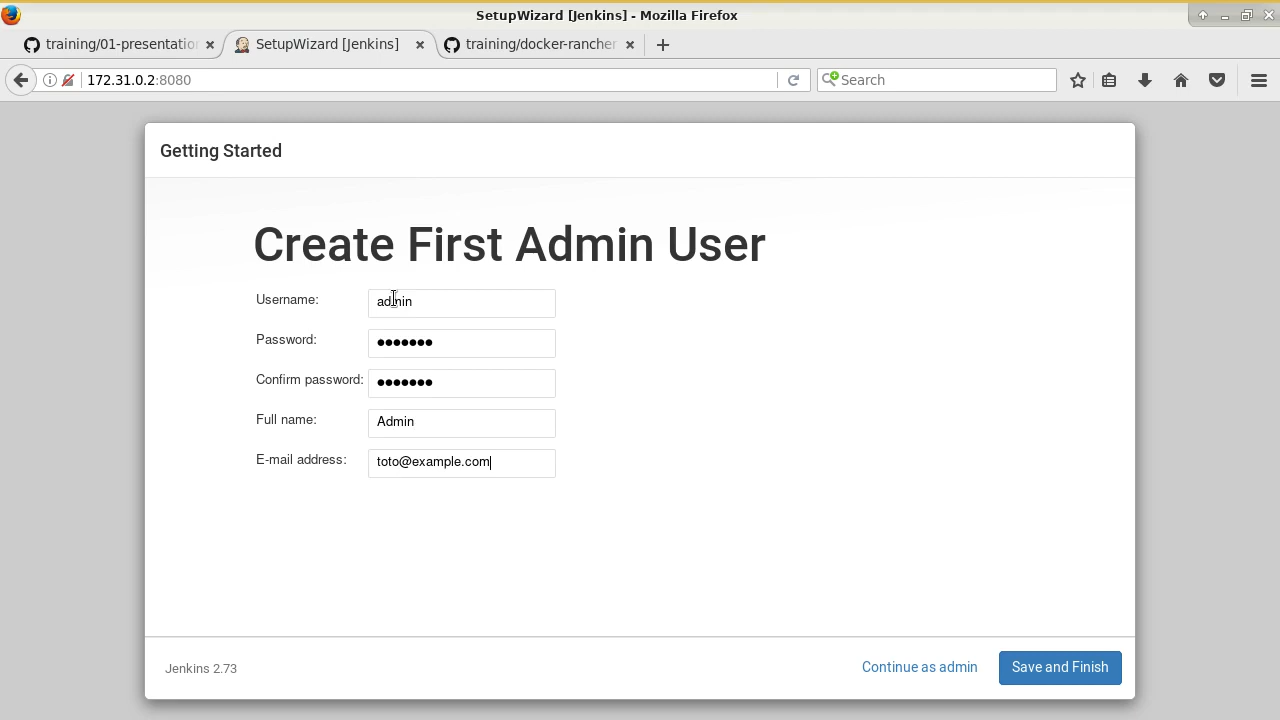 SetupWizard [Jenkins] - Mozilla Firefox
training/01-presentatio
SetupWizard [Jenkins]
training/docker-rancher
172.31.0.2:8080
Search
Getting Started
Create First Admin User
Username:
admin
Password:
●●●●●●●
Confirm password:
●●●●●●●
Full name:
Admin
E-mail address:
toto@example.com
Jenkins 2.73
Continue as admin
Save and Finish